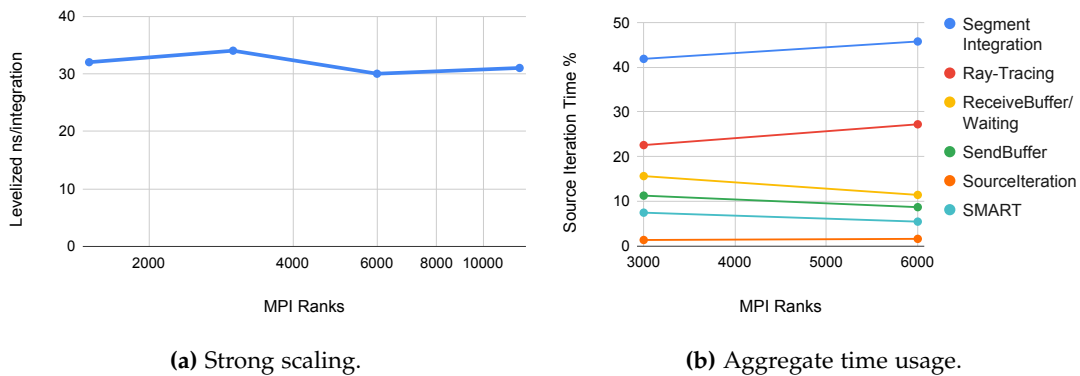 40
30
20
10
0
Levelized ns/integration
2000
4000
6000
8000
10000
MPI Ranks
(a) Strong scaling.
50
40
30
20
10
0
Source Iteration Time %
3000
4000
5000
6000
MPI Ranks
Segment
Integration
Ray-Tracing
ReceiveBuffer/
Waiting
SendBuffer
SourceIteration
SMART
(b) Aggregate time usage.